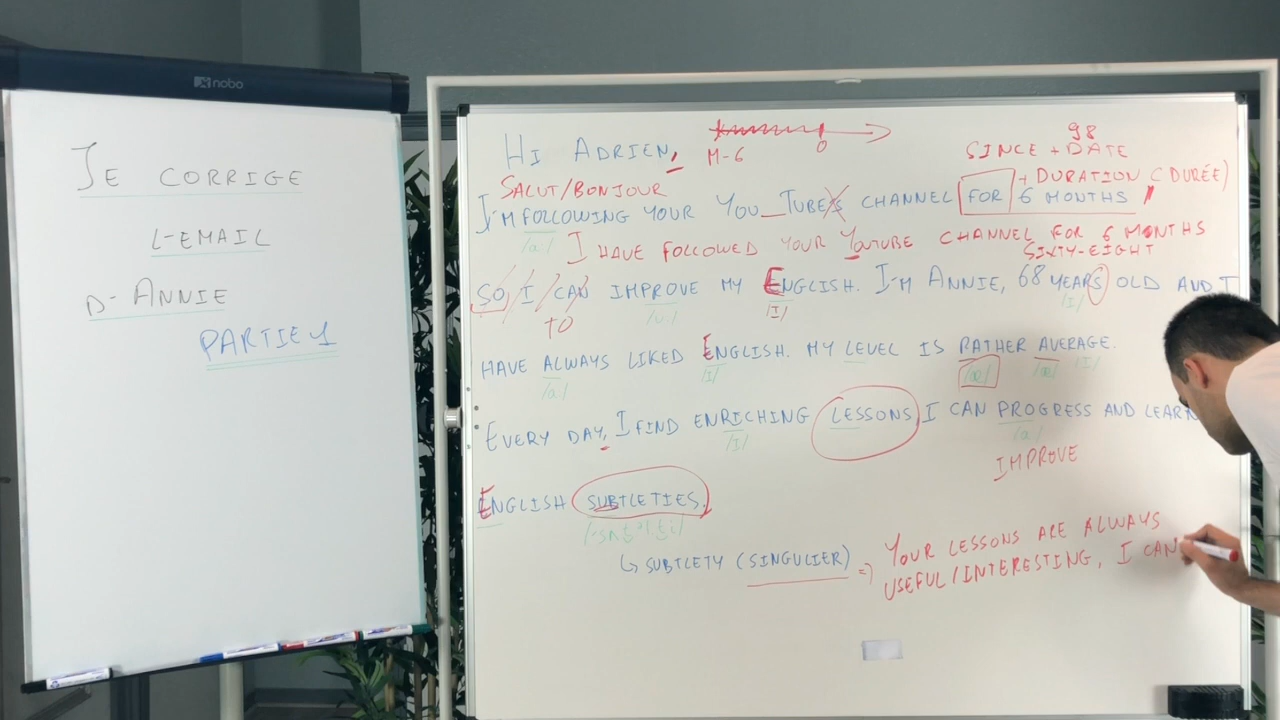 nobo
JE CORRIGE
L'EMAIL
D'ANNIE
PARTIE 1
HI ADRIEN,
M-6
0
98
SINCE + DATE
SALUT/BONJOUR
+ DURATION (DURÉE)
I'M FOLLOWING YOUR YOU_TUBE'S CHANNEL FOR 6 MONTHS
/a/
I HAVE FOLLOWED YOUR YOUTUBE CHANNEL FOR 6 MONTHS
SIXTY-EIGHT
SO I CAN IMPROVE MY ENGLISH. I'M ANNIE, 68 YEARS OLD AND I
TO
/I/
/I/
HAVE ALWAYS LIKED ENGLISH. MY LEVEL IS RATHER AVERAGE.
/a/
/I/
/æ/
/æ/
/I/
EVERY DAY, I FIND ENRICHING LESSONS, I CAN PROGRESS AND LEARN
/I/
/a/
IMPROVE
ENGLISH SUBTLETIES.
↳ SUBTLETY (SINGULIER) => YOUR LESSONS ARE ALWAYS
USEFUL/INTERESTING, I CAN